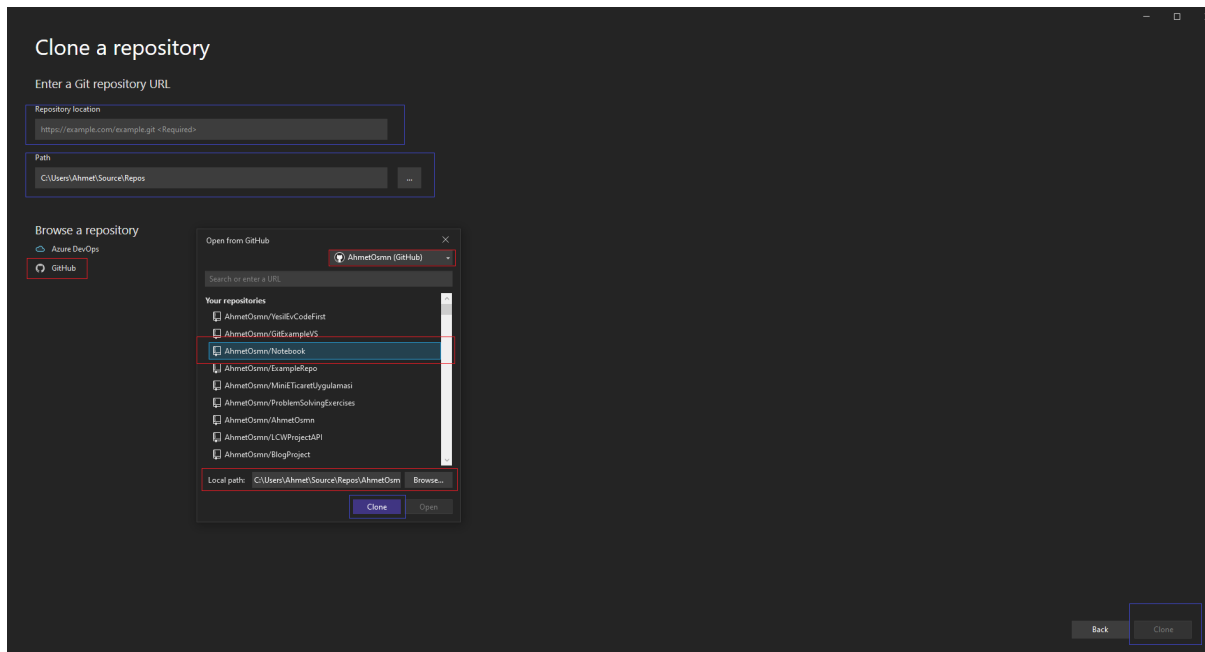 Clone a repository
Enter a Git repository URL
Repository location
https://example.com/example.git <Required>
Path
C:\Users\Ahmet\Source\Repos
...
Browse a repository
Azure DevOps
GitHub
Open from GitHub
AhmetOsmn (GitHub)
Search or enter a URL
Your repositories
AhmetOsmn/YesilEvCodeFirst
AhmetOsmn/GitExampleVS
AhmetOsmn/Notebook
AhmetOsmn/ExampleRepo
AhmetOsmn/MiniETicaretUygulamasi
AhmetOsmn/ProblemSolvingExercises
AhmetOsmn/AhmetOsmn
AhmetOsmn/LCWProjectAPI
AhmetOsmn/BlogProject
Local path: C:\Users\Ahmet\Source\Repos\AhmetOsm Browse...
Clone Open
Back Clone